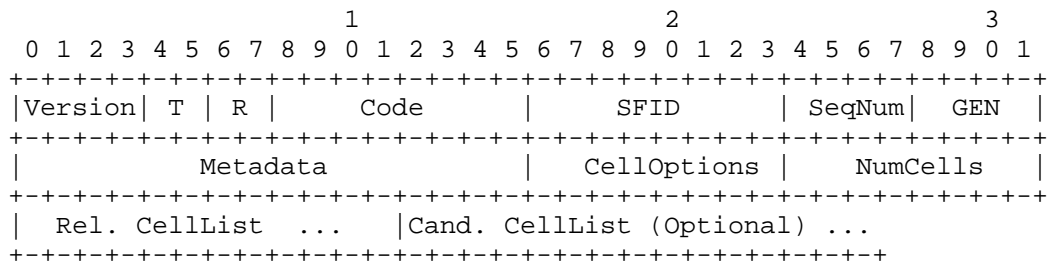 1                   2                   3
 0 1 2 3 4 5 6 7 8 9 0 1 2 3 4 5 6 7 8 9 0 1 2 3 4 5 6 7 8 9 0 1
+-+-+-+-+-+-+-+-+-+-+-+-+-+-+-+-+-+-+-+-+-+-+-+-+-+-+-+-+-+-+-+-+
|Version| T | R |     Code      |     SFID      | SeqNum|  GEN  |
+-+-+-+-+-+-+-+-+-+-+-+-+-+-+-+-+-+-+-+-+-+-+-+-+-+-+-+-+-+-+-+-+
|           Metadata            |   CellOptions |    NumCells   |
+-+-+-+-+-+-+-+-+-+-+-+-+-+-+-+-+-+-+-+-+-+-+-+-+-+-+-+-+-+-+-+-+
|  Rel. CellList  ...   |Cand. CellList (Optional) ...
+-+-+-+-+-+-+-+-+-+-+-+-+-+-+-+-+-+-+-+-+-+-+-+-+-+-+-+